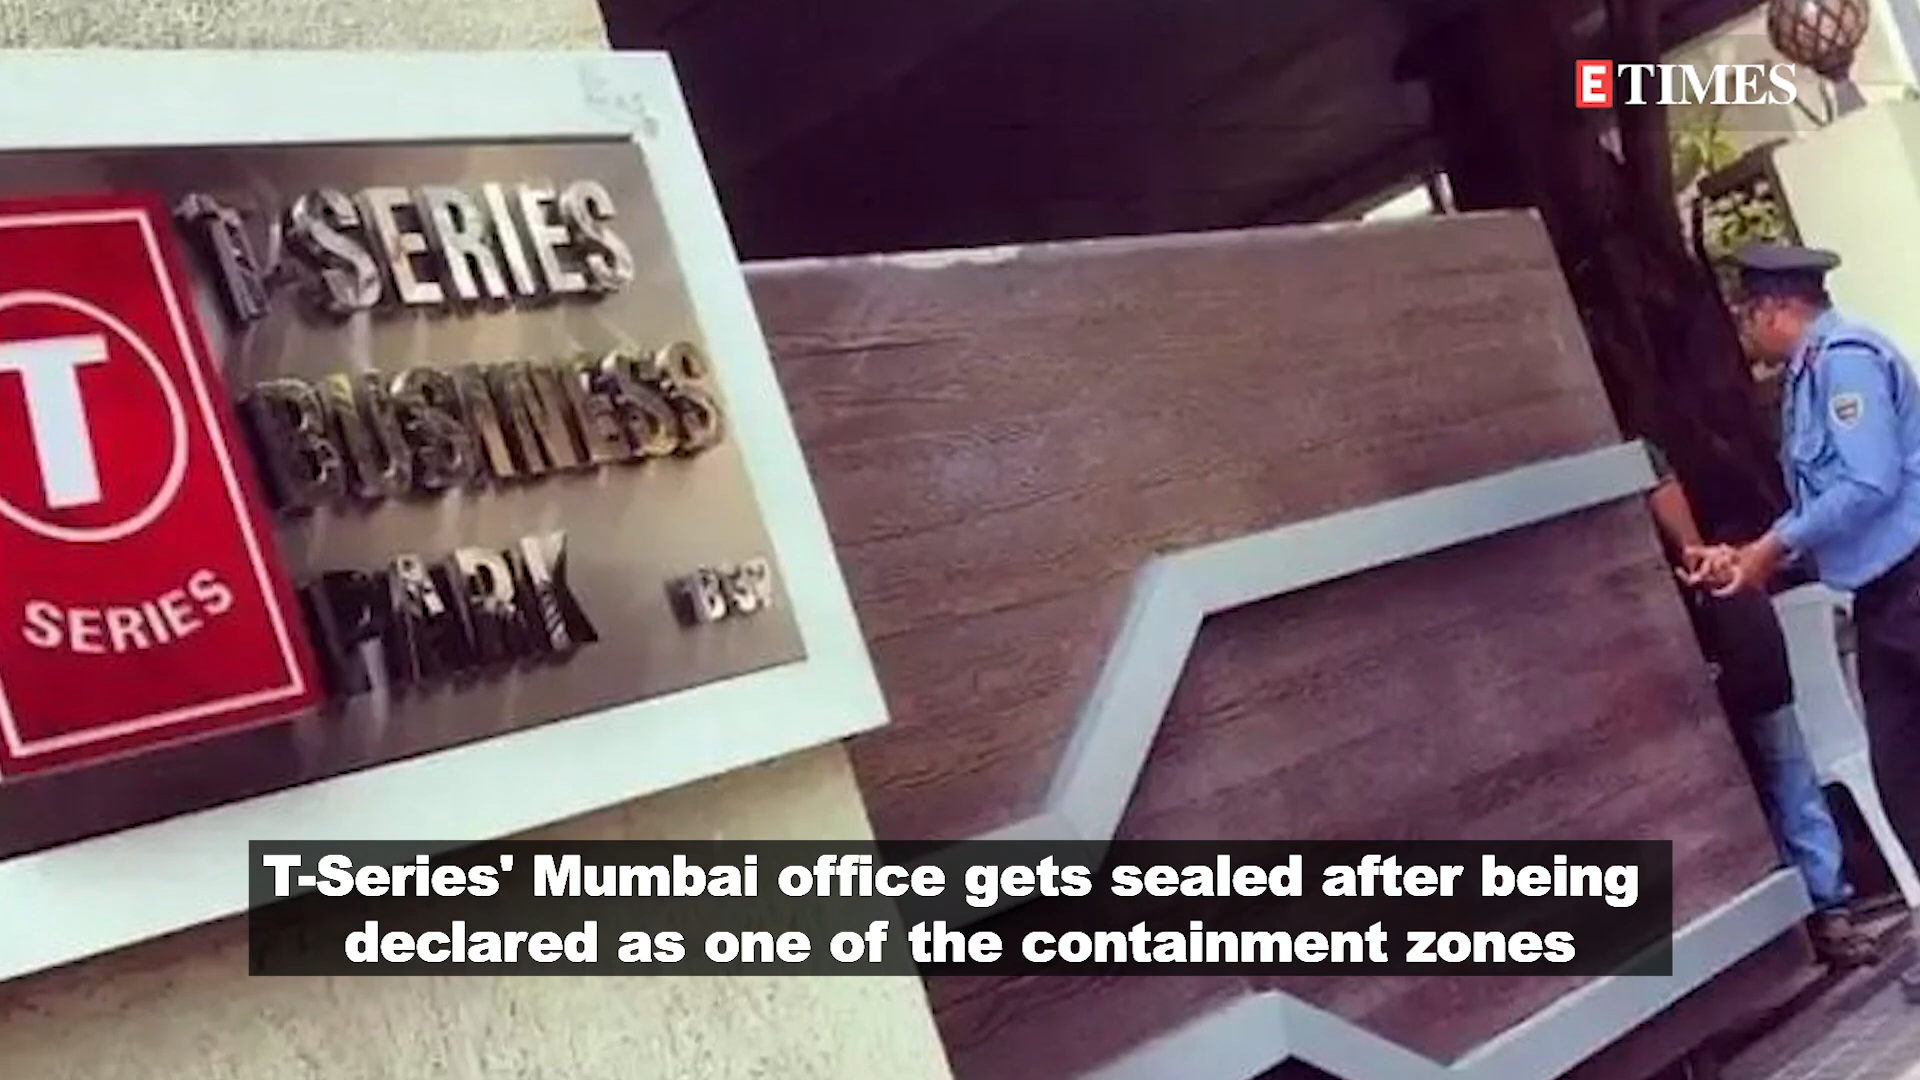 ETIMES
T-SERIES
BUSINESS
PARK
T
SERIES
T-Series' Mumbai office gets sealed after being
declared as one of the containment zones